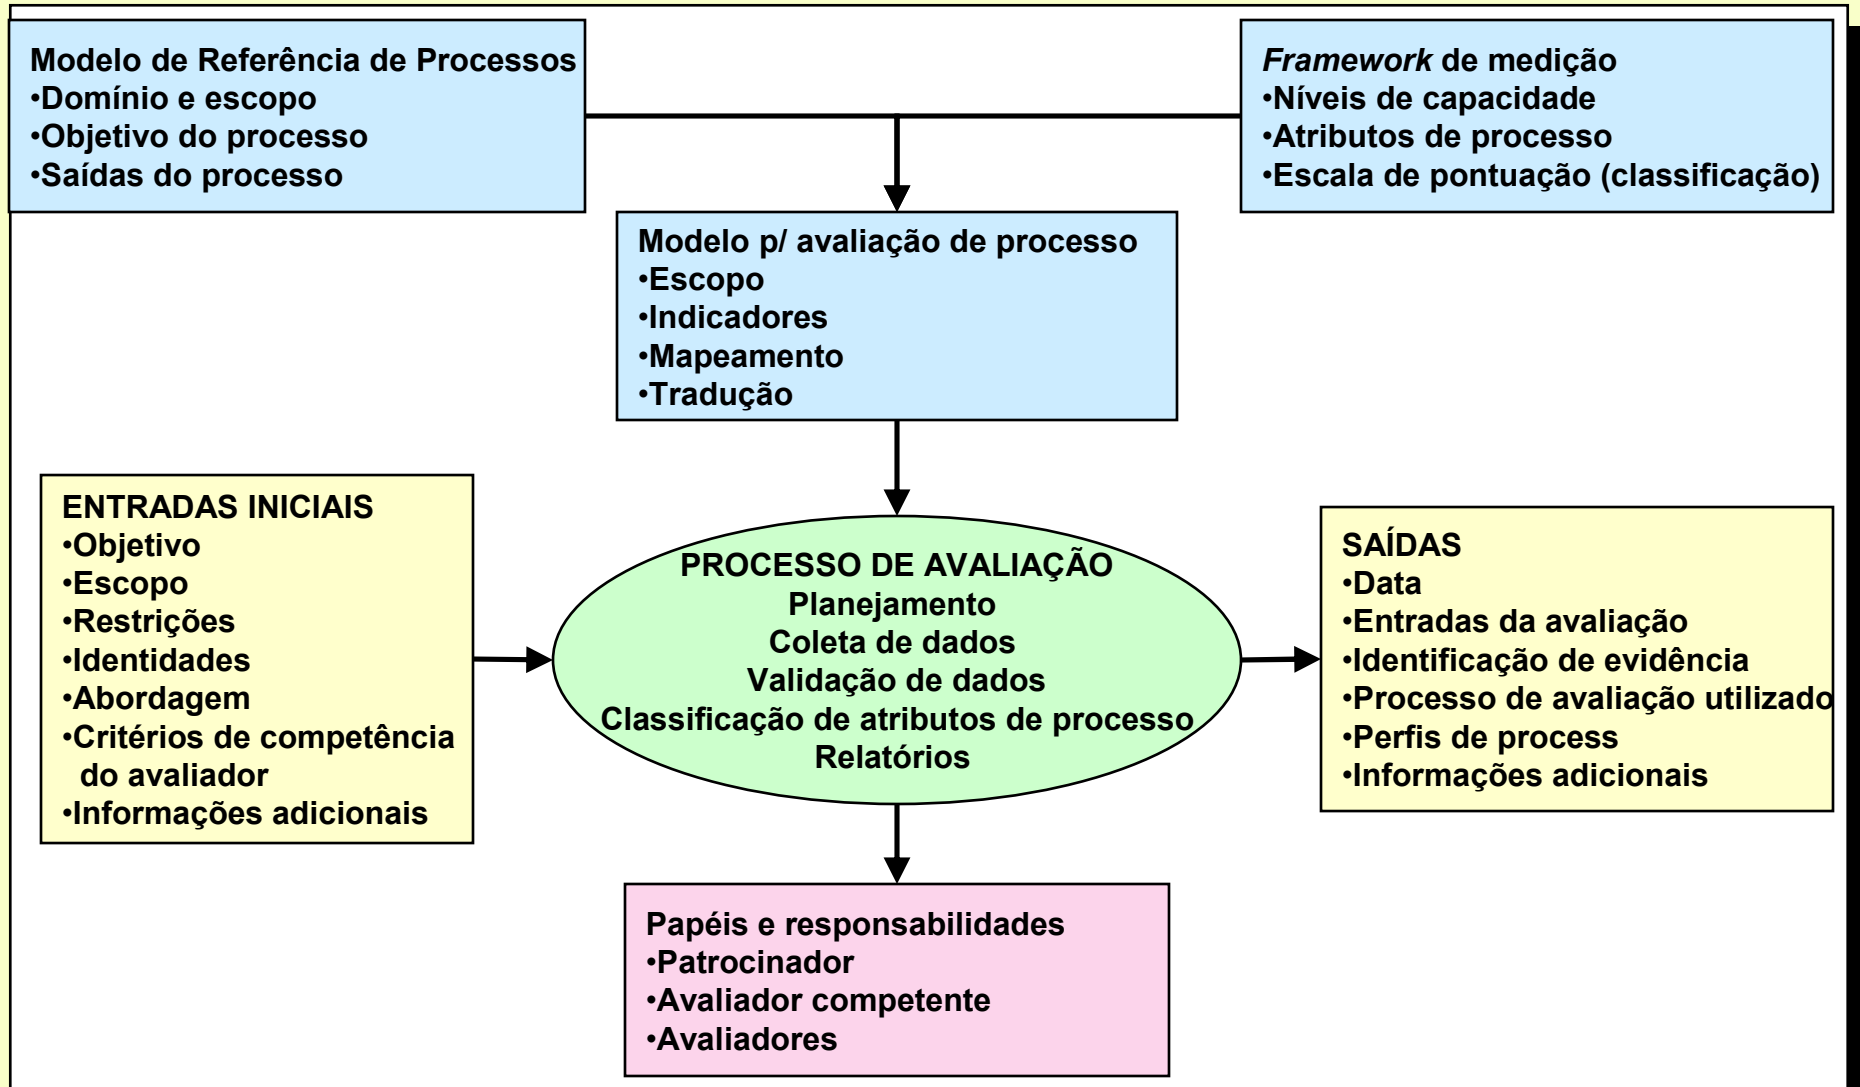 Modelo de Referência de Processos
•Domínio e escopo
•Objetivo do processo
•Saídas do processo
Framework de medição
•Níveis de capacidade
•Atributos de processo
•Escala de pontuação (classificação)
Modelo p/ avaliação de processo
•Escopo
•Indicadores
•Mapeamento
•Tradução
ENTRADAS INICIAIS
•Objetivo
•Escopo
•Restrições
•Identidades
•Abordagem
•Critérios de competência
do avaliador
•Informações adicionais
PROCESSO DE AVALIAÇÃO
Planejamento
Coleta de dados
Validação de dados
Classificação de atributos de processo
Relatórios
SAÍDAS
•Data
•Entradas da avaliação
•Identificação de evidência
•Processo de avaliação utilizado
•Perfis de process
•Informações adicionais
Papéis e responsabilidades
•Patrocinador
•Avaliador competente
•Avaliadores